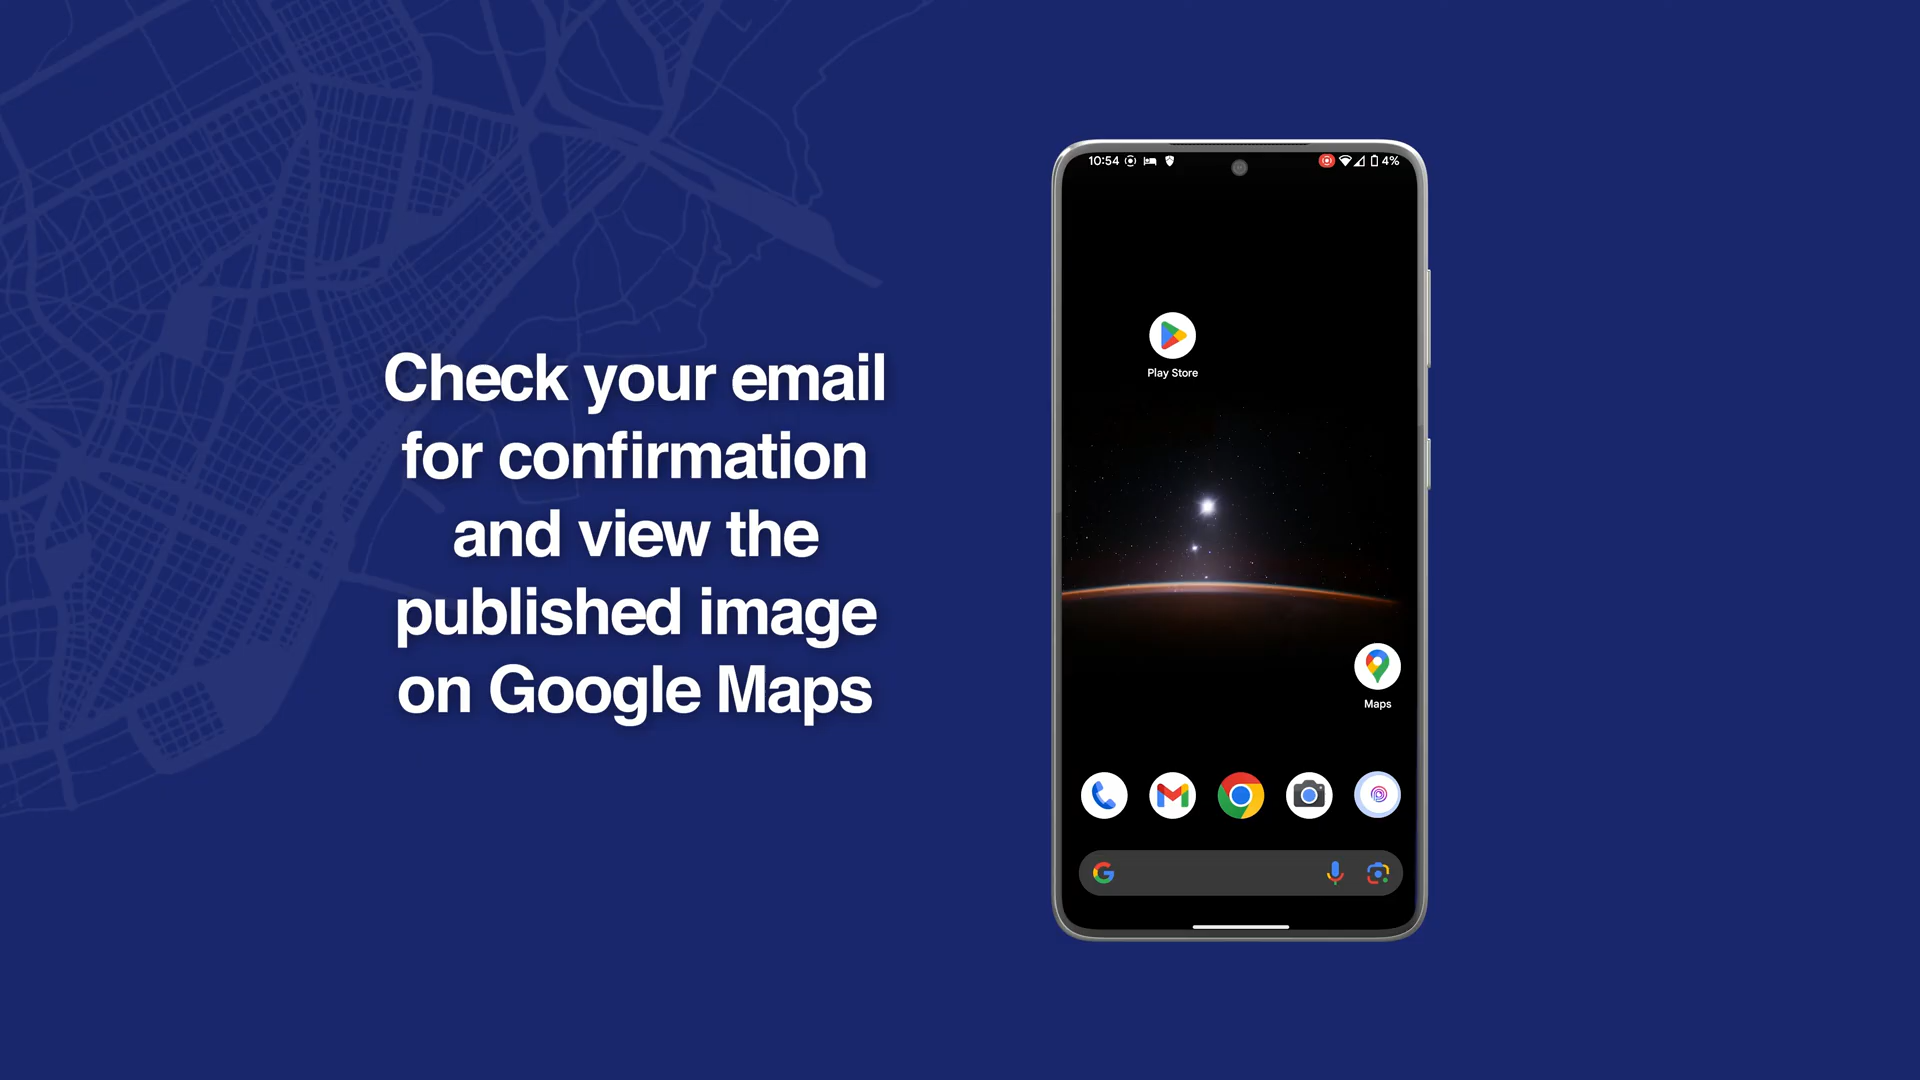 Check your email
for confirmation
and view the
published image
on Google Maps
10:54
4%
Play Store
Maps